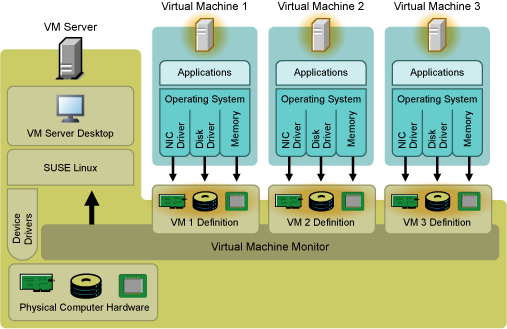 Virtual Machine 1
Virtual Machine 2
Virtual Machine 3
VM Server
Applications
Applications
Applications
Operating System
Operating System
Operating System
NIC
Driver
Disk
Driver
Memory
NIC
Driver
Disk
Driver
Memory
NIC
Driver
Disk
Driver
Memory
VM Server Desktop
SUSE Linux
Device
Drivers
VM 1 Definition
VM 2 Definition
VM 3 Definition
Virtual Machine Monitor
Physical Computer Hardware